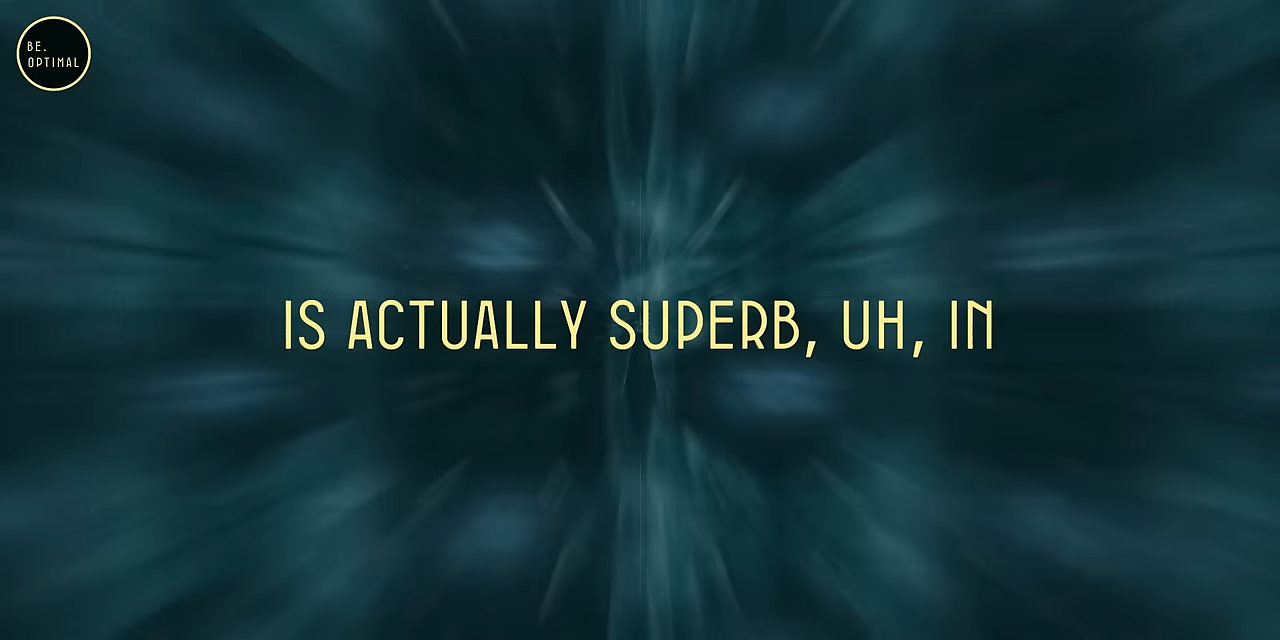 BE.
OPTIMAL
IS ACTUALLY SUPERB, UH, IN